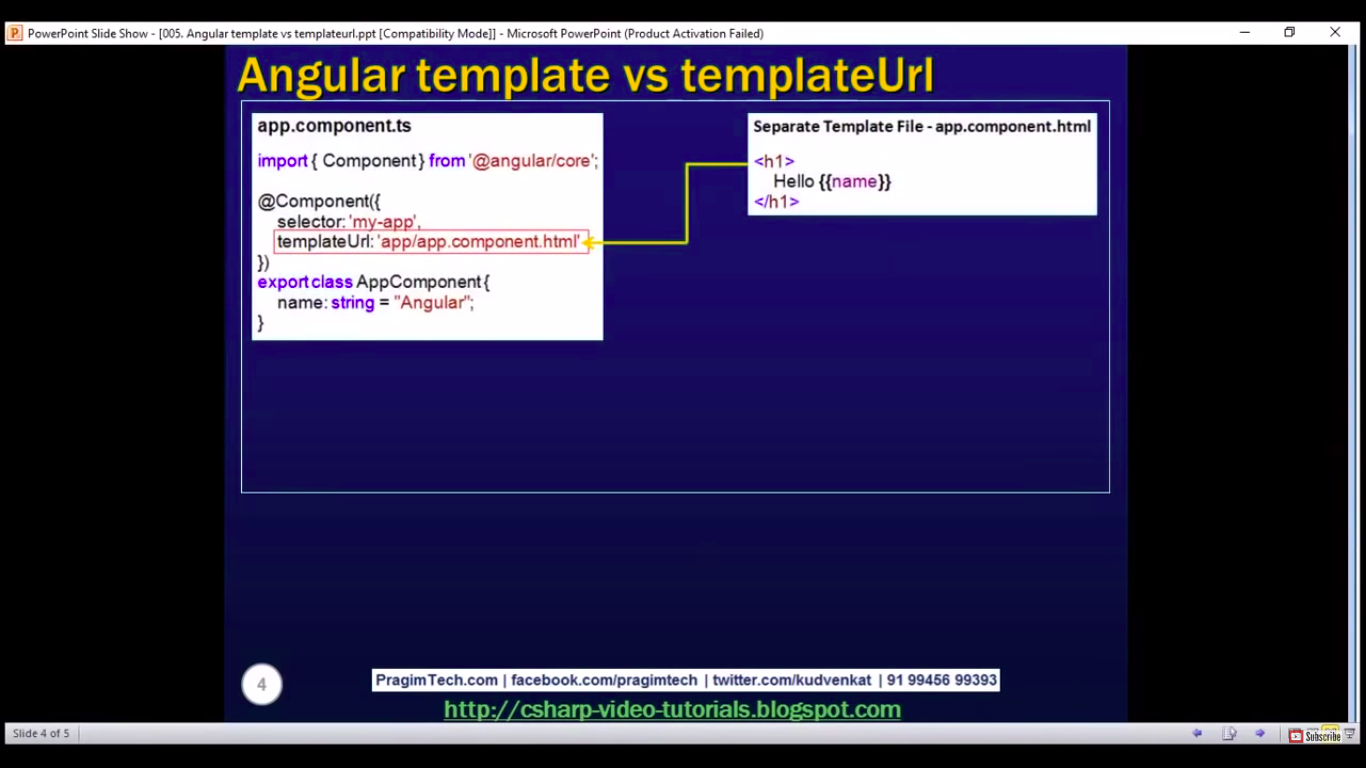 PowerPoint Slide Show - [005. Angular template vs templateurl.ppt [Compatibility Mode]] - Microsoft PowerPoint (Product Activation Failed)
Angular template vs templateUrl
app.component.ts
import { Component } from '@angular/core';
@Component({
selector: 'my-app',
templateUrl: 'app/app.component.html'
})
export class AppComponent {
name: string = "Angular";
}
Separate Template File - app.component.html
<h1>
Hello {{name}}
</h1>
4
PragimTech.com | facebook.com/pragimtech | twitter.com/kudvenkat | 91 99456 99393
http://csharp-video-tutorials.blogspot.com
Slide 4 of 5
Subscribe